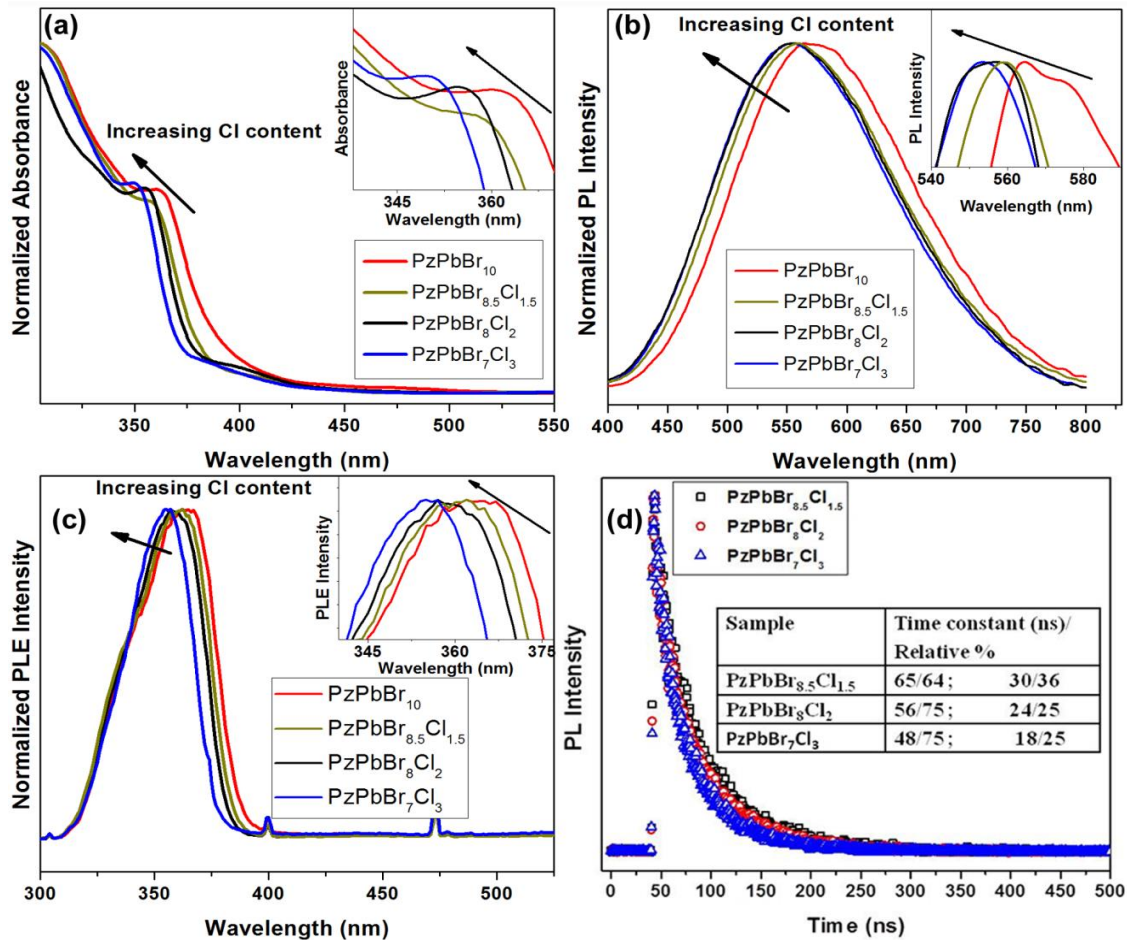 (a)
Increasing Cl content
Normalized Absorbance
Wavelength (nm)
350
400
450
500
550
Absorbance
345
360
Wavelength (nm)
PzPbBr10
PzPbBr8.5Cl1.5
PzPbBr8Cl2
PzPbBr7Cl3
(b)
Increasing Cl content
Normalized PL Intensity
Wavelength (nm)
400
450
500
550
600
650
700
750
800
PL Intensity
540
560
580
Wavelength (nm)
PzPbBr10
PzPbBr8.5Cl1.5
PzPbBr8Cl2
PzPbBr7Cl3
(c)
Increasing Cl content
Normalized PLE Intensity
Wavelength (nm)
300
350
400
450
500
PLE Intensity
345
360
375
Wavelength (nm)
PzPbBr10
PzPbBr8.5Cl1.5
PzPbBr8Cl2
PzPbBr7Cl3
(d)
PzPbBr8.5Cl1.5
PzPbBr8Cl2
PzPbBr7Cl3
PL Intensity
Time (ns)
0
50
100
150
200
250
300
350
400
450
500
Sample Time constant (ns)/
Relative %
PzPbBr8.5Cl1.5 65/64; 30/36
PzPbBr8Cl2 56/75; 24/25
PzPbBr7Cl3 48/75; 18/25